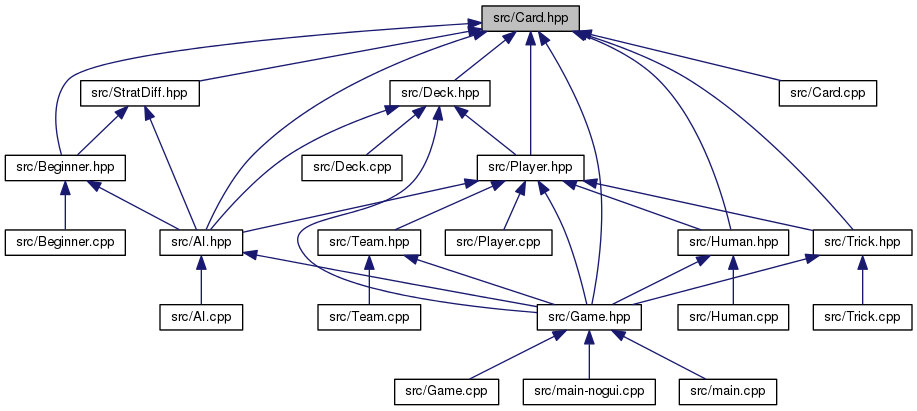 src/Card.hpp
src/StratDiff.hpp
src/Deck.hpp
src/Card.cpp
src/Beginner.hpp
src/Deck.cpp
src/Player.hpp
src/Beginner.cpp
src/AI.hpp
src/Team.hpp
src/Player.cpp
src/Human.hpp
src/Trick.hpp
src/AI.cpp
src/Team.cpp
src/Game.hpp
src/Human.cpp
src/Trick.cpp
src/Game.cpp
src/main-nogui.cpp
src/main.cpp